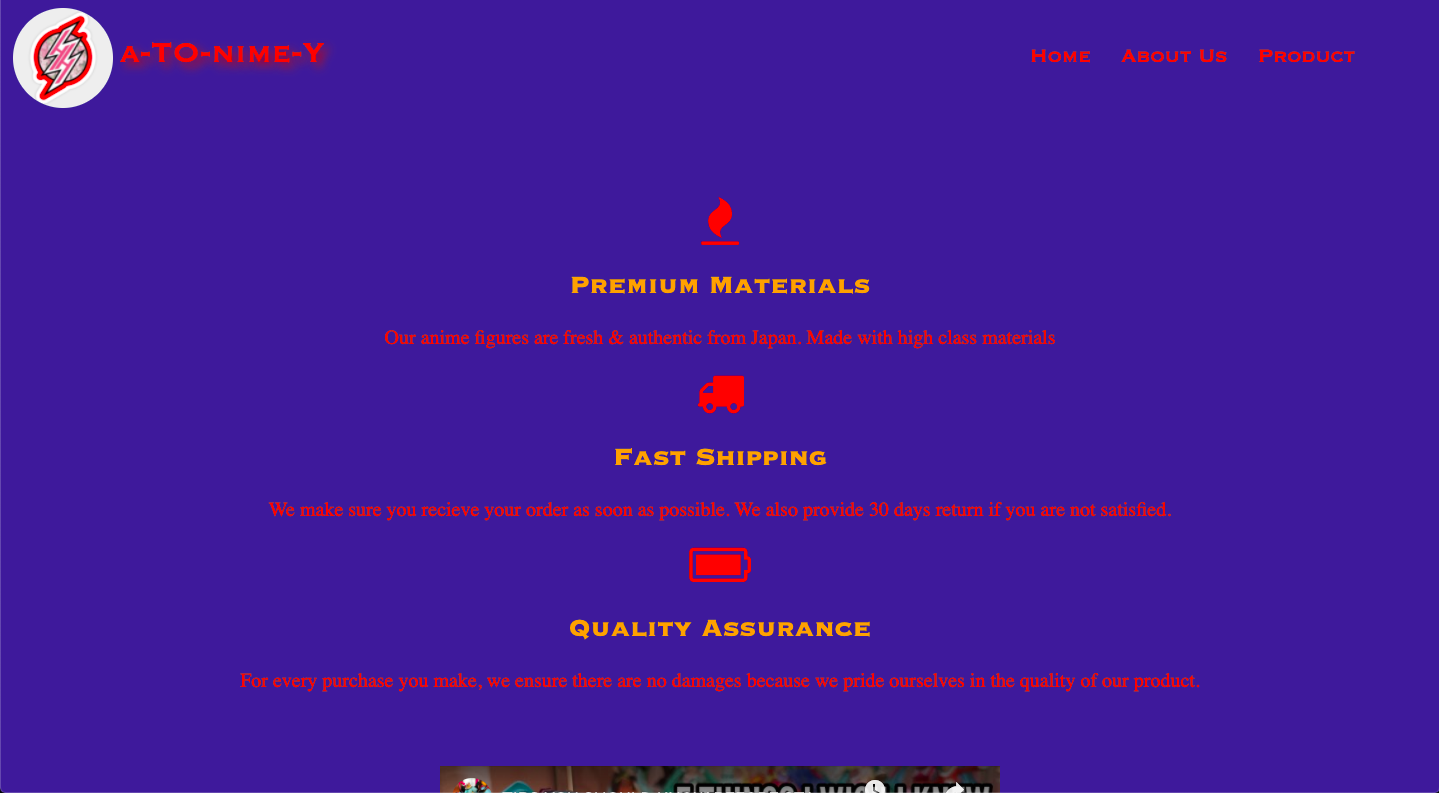 a-TO-nime-Y
Home About Us Product
Premium Materials
Our anime figures are fresh & authentic from Japan. Made with high class materials
Fast Shipping
We make sure you recieve your order as soon as possible. We also provide 30 days return if you are not satisfied.
Quality Assurance
For every purchase you make, we ensure there are no damages because we pride ourselves in the quality of our product.
THINGS I WISH I KNEW